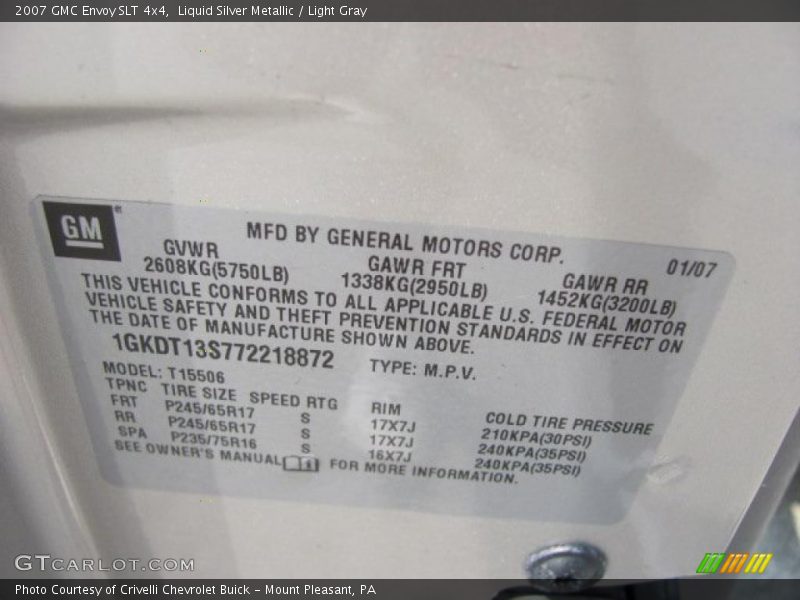 2007 GMC Envoy SLT 4x4, Liquid Silver Metallic / Light Gray
GM®
MFD BY GENERAL MOTORS CORP.
01/07
GVWR GAWR FRT GAWR RR
2608KG(5750LB) 1338KG(2950LB) 1452KG(3200LB)
THIS VEHICLE CONFORMS TO ALL APPLICABLE U.S. FEDERAL MOTOR
VEHICLE SAFETY AND THEFT PREVENTION STANDARDS IN EFFECT ON
THE DATE OF MANUFACTURE SHOWN ABOVE.
1GKDT13S772218872 TYPE: M.P.V.
MODEL: T15506
TPNC TIRE SIZE SPEED RTG RIM COLD TIRE PRESSURE
FRT P245/65R17 S 17X7J 210KPA(30PSI)
RR P245/65R17 S 17X7J 240KPA(35PSI)
SPA P235/75R16 S 16X7J 240KPA(35PSI)
SEE OWNER'S MANUAL FOR MORE INFORMATION.
GTCARLOT.COM
Photo Courtesy of Crivelli Chevrolet Buick – Mount Pleasant, PA